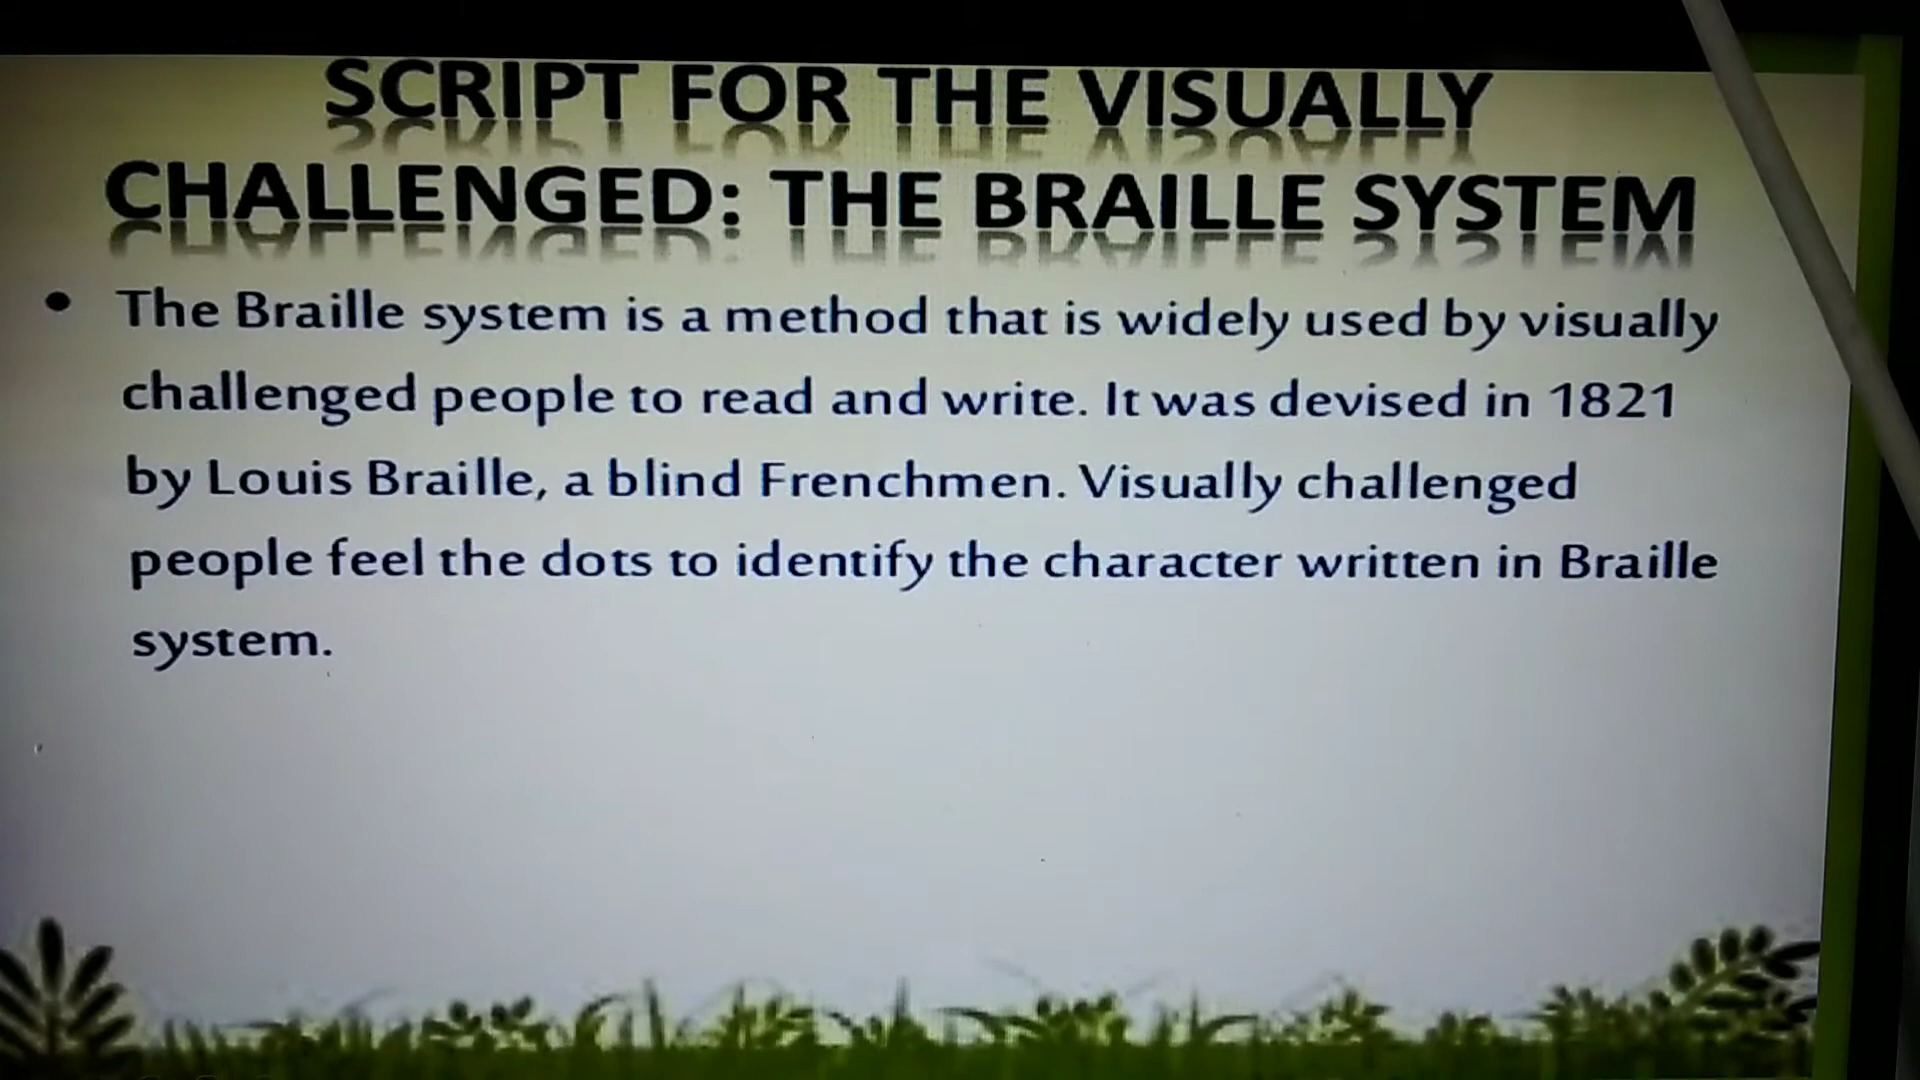 SCRIPT FOR THE VISUALLY
CHALLENGED: THE BRAILLE SYSTEM
• The Braille system is a method that is widely used by visually
challenged people to read and write. It was devised in 1821
by Louis Braille, a blind Frenchmen. Visually challenged
people feel the dots to identify the character written in Braille
system.